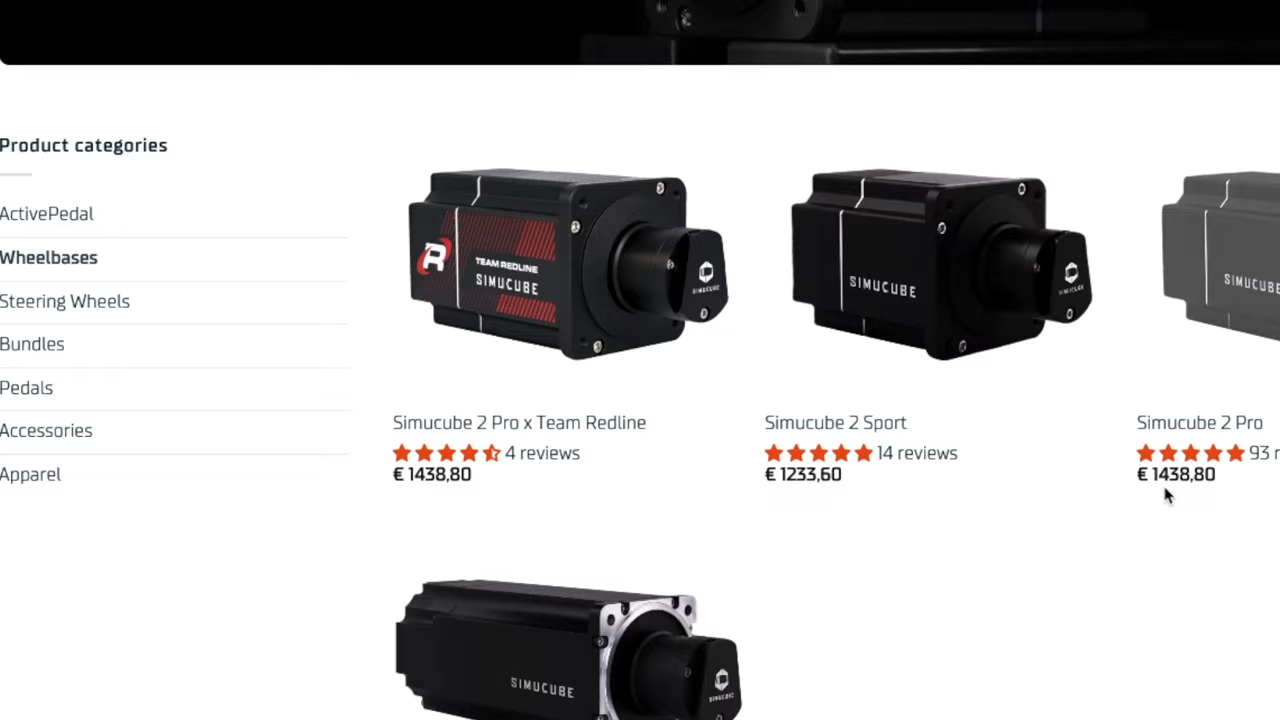 Product categories
ActivePedal
Wheelbases
Steering Wheels
Bundles
Pedals
Accessories
Apparel
R
TEAM REDLINE
SIMUCUBE
SIMUCUBE
Simucube 2 Pro x Team Redline
4 reviews
€ 1438,80
SIMUCUBE
SIMUCUBE
Simucube 2 Sport
14 reviews
€ 1233,60
SIMUCUBE
Simucube 2 Pro
93 r
€ 1438,80
SIMUCUBE
SIMUCUBE